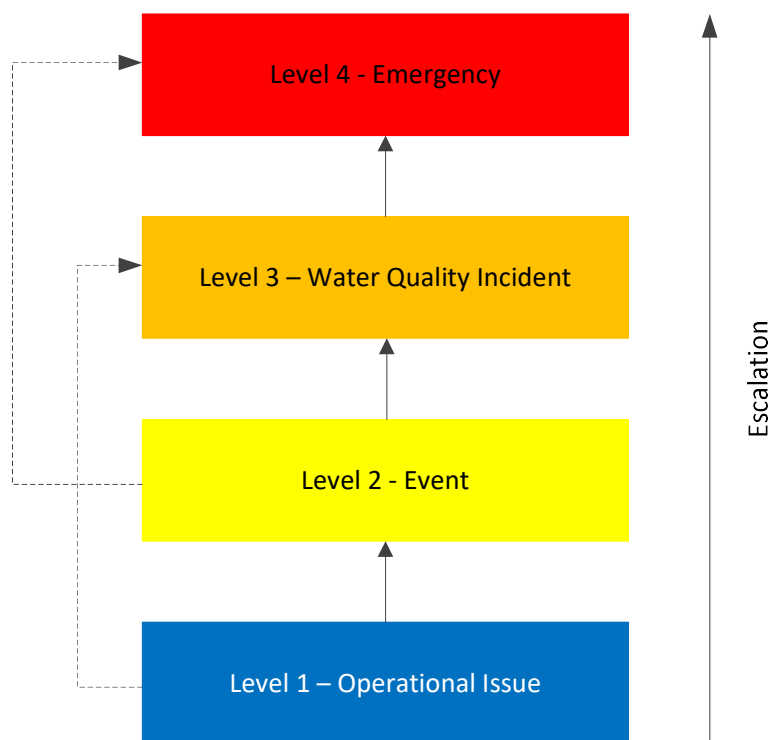 Level 4 - Emergency
Level 3 – Water Quality Incident
Level 2 - Event
Level 1 – Operational Issue
Escalation